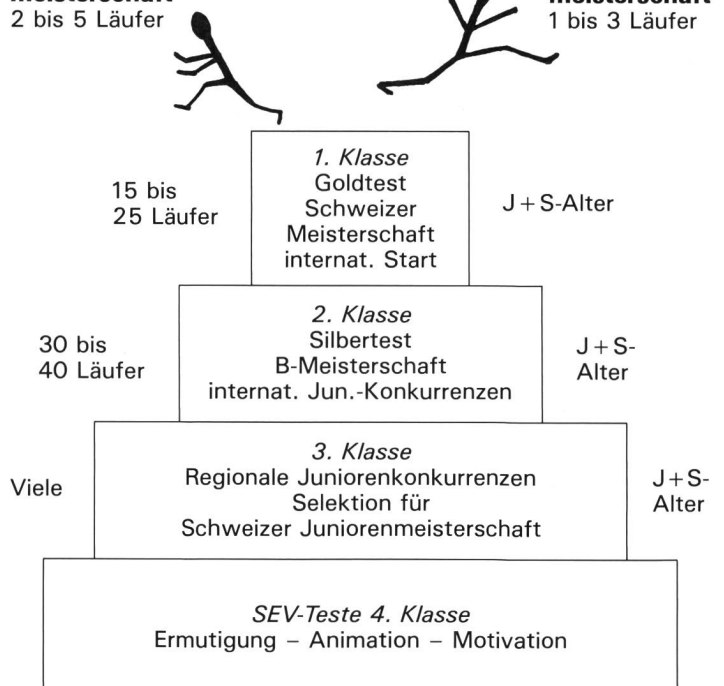 2 bis 5 Läufer
1 bis 3 Läufer
1. Klasse
Goldtest
Schweizer
Meisterschaft
internat. Start
15 bis
25 Läufer
J+S-Alter
2. Klasse
Silbertest
B-Meisterschaft
internat. Jun.-Konkurrenzen
30 bis
40 Läufer
J+S-
Alter
3. Klasse
Regionale Juniorenkonkurrenzen
Selektion für
Schweizer Juniorenmeisterschaft
Viele
J+S-
Alter
SEV-Teste 4. Klasse
Ermutigung – Animation – Motivation